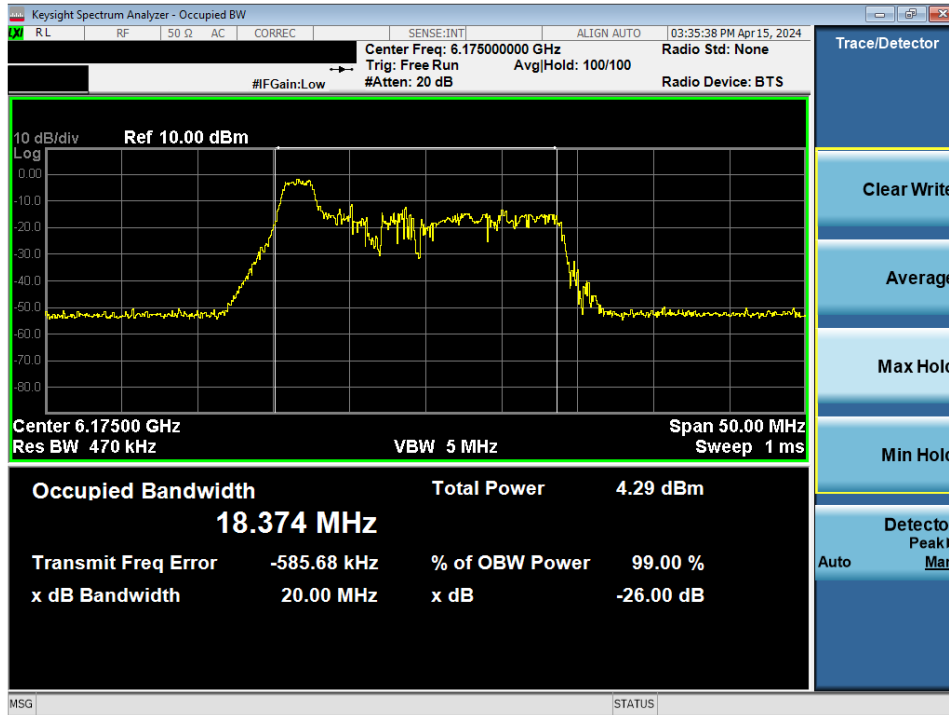 Keysight Spectrum Analyzer - Occupied BW
LXI RL RF 50 Ω AC CORREC SENSE:INT ALIGN AUTO 03:35:38 PM Apr 15, 2024
Center Freq: 6.175000000 GHz Radio Std: None
Trig: Free Run Avg|Hold: 100/100
#IFGain:Low #Atten: 20 dB Radio Device: BTS
10 dB/div Ref 10.00 dBm
Log
0.00
-10.0
-20.0
-30.0
-40.0
-50.0
-60.0
-70.0
-80.0
Center 6.17500 GHz Span 50.00 MHz
Res BW 470 kHz VBW 5 MHz Sweep 1 ms
Occupied Bandwidth Total Power 4.29 dBm
18.374 MHz
Transmit Freq Error -585.68 kHz % of OBW Power 99.00 %
x dB Bandwidth 20.00 MHz x dB -26.00 dB
MSG STATUS
Trace/Detector
Clear Write
Average
Max Hold
Min Hold
Detecto
Peak
Auto Man